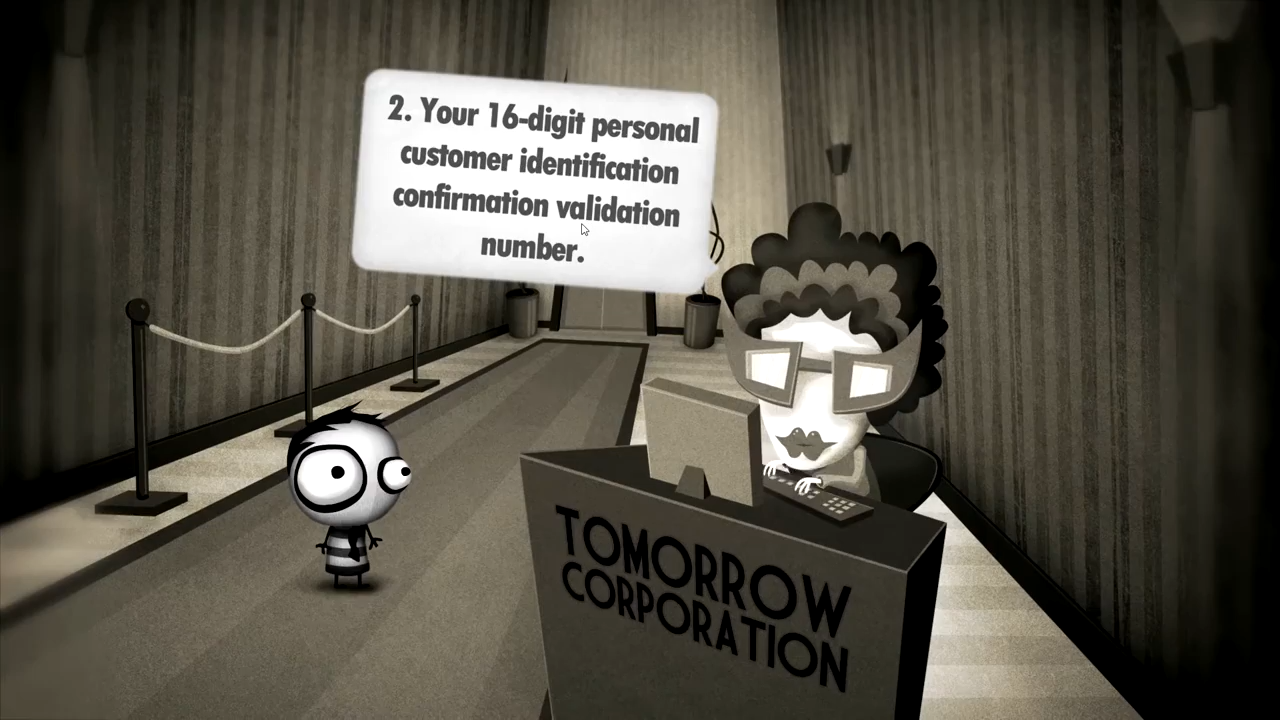 2. Your 16-digit personal
customer identification
confirmation validation
number.
TOMORROW
CORPORATION